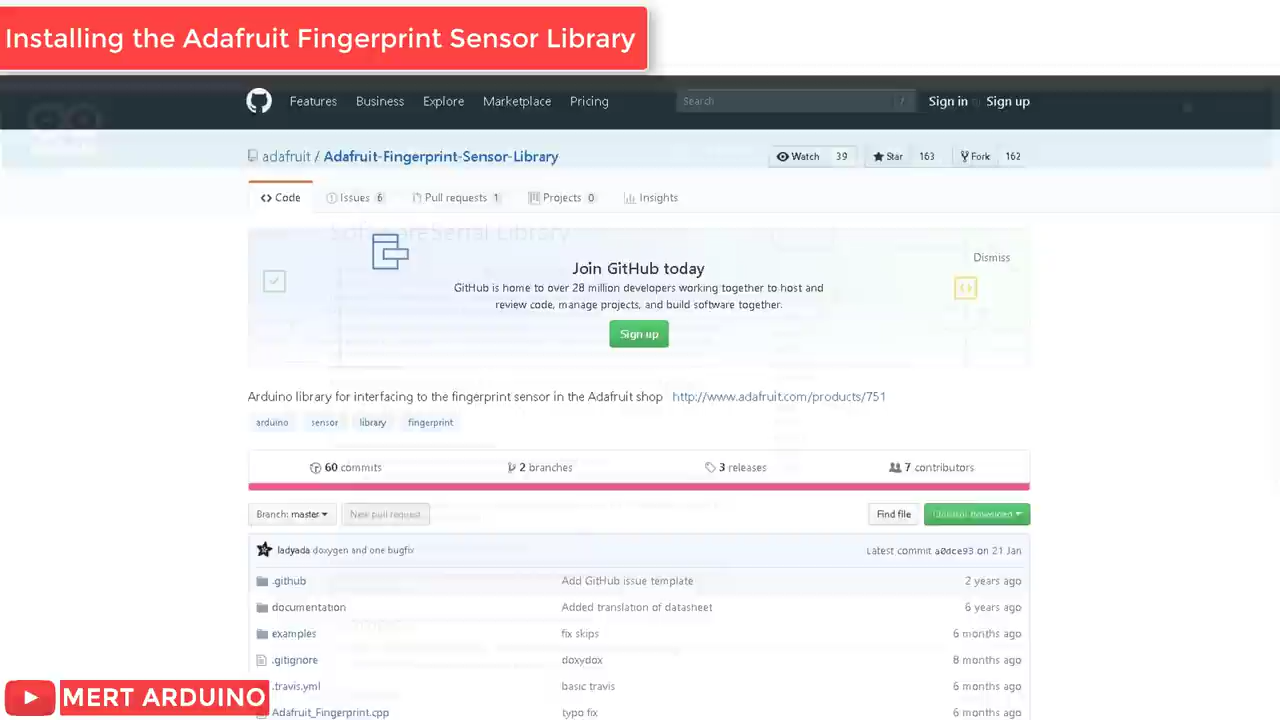 Installing the Adafruit Fingerprint Sensor Library
Features Business Explore Marketplace Pricing Search / Sign in or Sign up
adafruit / Adafruit-Fingerprint-Sensor-Library Watch 39 Star 163 Fork 162
Code Issues 6 Pull requests 1 Projects 0 Insights
SoftwareSerial Library
Join GitHub today
Dismiss
GitHub is home to over 28 million developers working together to host and
review code, manage projects, and build software together.
Sign up
Arduino library for interfacing to the fingerprint sensor in the Adafruit shop http://www.adafruit.com/products/751
arduino sensor library fingerprint
60 commits 2 branches 3 releases 7 contributors
Branch: master New pull request Find file Clone or download
ladyada doxygen and one bugfix Latest commit a0dce93 on 21 Jan
.github Add GitHub issue template 2 years ago
documentation Added translation of datasheet 6 years ago
examples fix skips 6 months ago
.gitignore doxydox 8 months ago
.travis.yml basic travis 6 months ago
Adafruit_Fingerprint.cpp typo fix 6 months ago
MERT ARDUINO